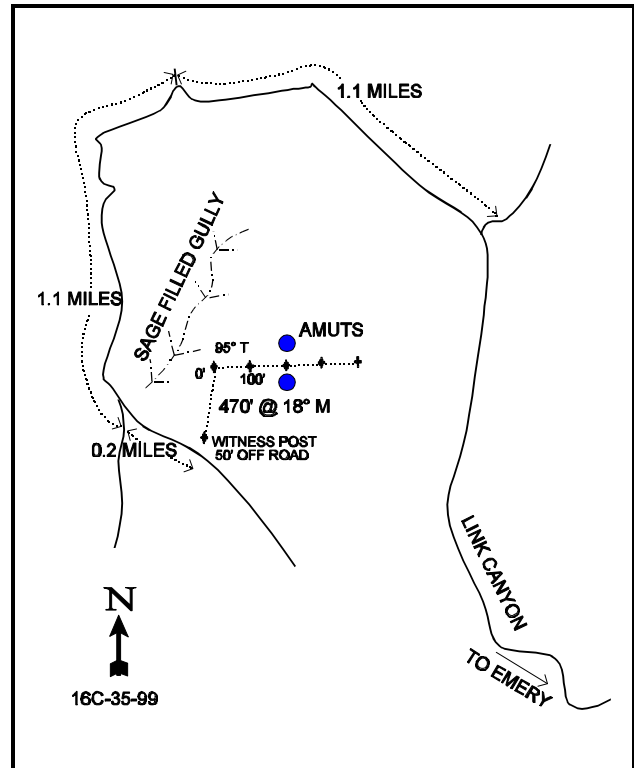 1.1 MILES
SAGE FILLED GULLY
1.1 MILES
AMUTS
95° T
0'
100'
470' @ 18° M
WITNESS POST
50' OFF ROAD
0.2 MILES
LINK CANYON
TO EMERY
N
16C-35-99